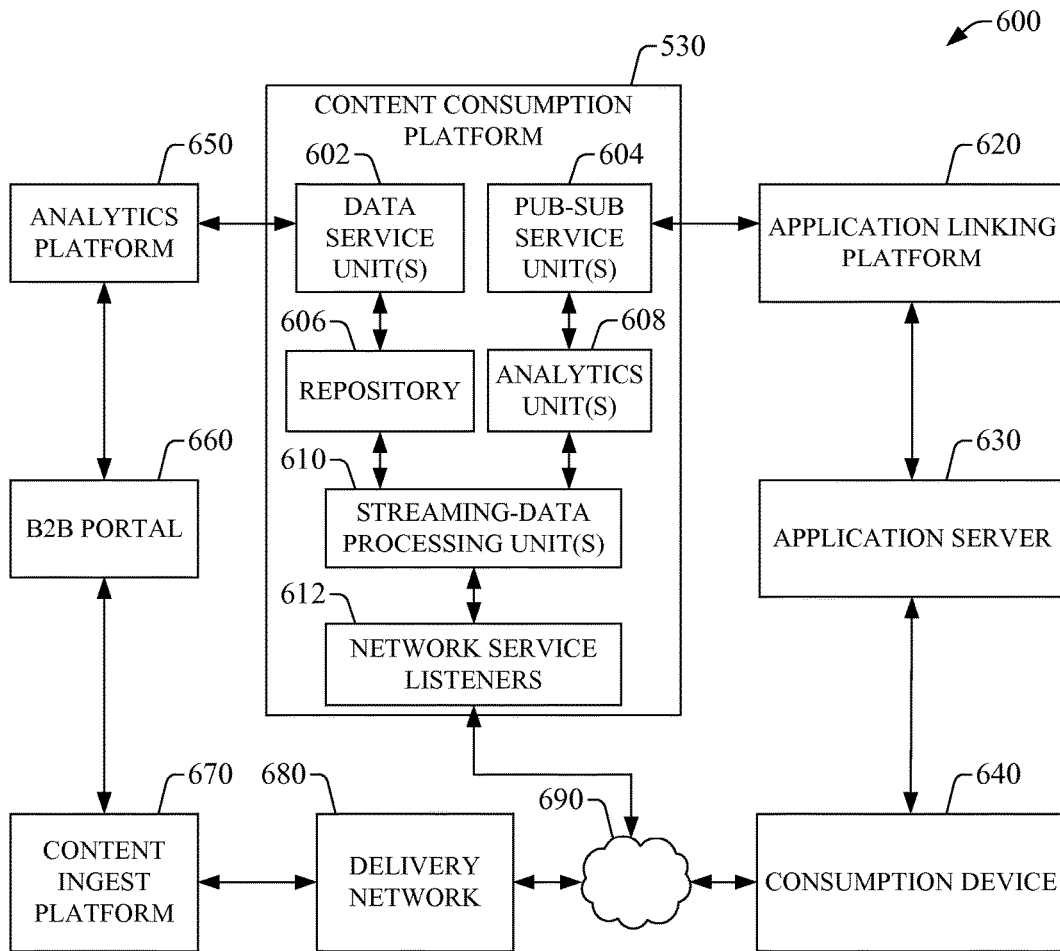 600
530
CONTENT CONSUMPTION
PLATFORM
650
602
604
620
ANALYTICS
PLATFORM
DATA
SERVICE
UNIT(S)
PUB-SUB
SERVICE
UNIT(S)
APPLICATION LINKING
PLATFORM
606
608
REPOSITORY
ANALYTICS
UNIT(S)
660
610
630
B2B PORTAL
STREAMING-DATA
PROCESSING UNIT(S)
APPLICATION SERVER
612
NETWORK SERVICE
LISTENERS
670
680
690
640
CONTENT
INGEST
PLATFORM
DELIVERY
NETWORK
CONSUMPTION DEVICE